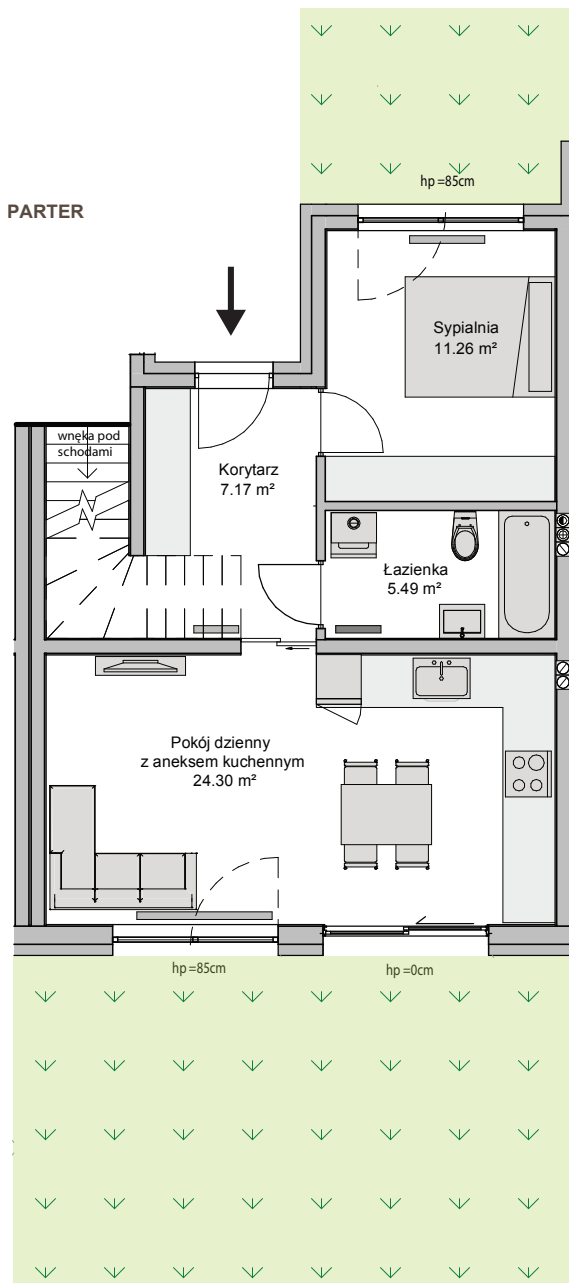 hp =85cm
PARTER
Sypialnia
11.26 m²
wnęka pod
schodami
Korytarz
7.17 m²
Łazienka
5.49 m²
Pokój dzienny
z aneksem kuchennym
24.30 m²
hp =85cm
hp =0cm